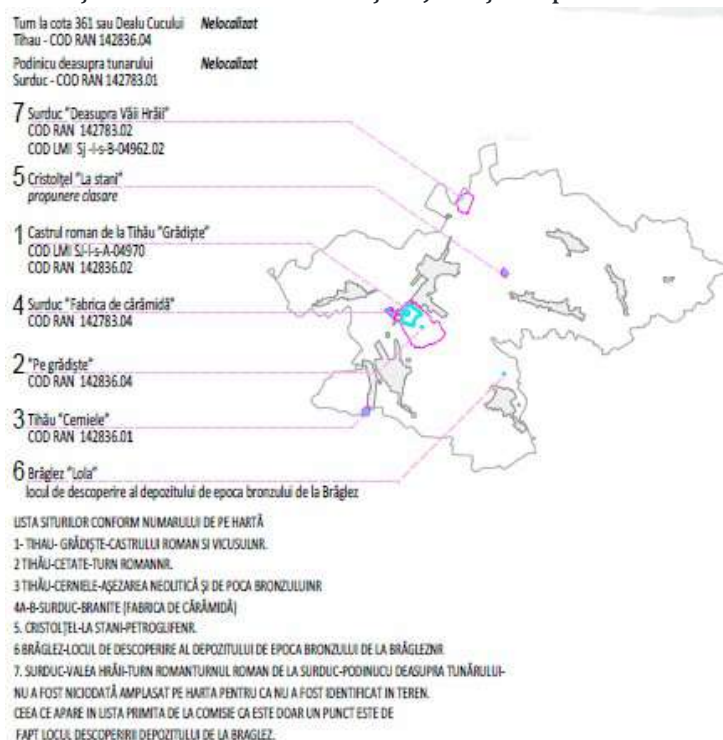 Turn la cota 361 sau Dealu Cucului Nelocalizat
Tihau - COD RAN 142836.04
Podinicu deasupra tunarului Nelocalizat
Surduc - COD RAN 142783.01
7 Surduc "Deasupra Văii Hrăii"
COD RAN 142783.02
COD LMI Sj -I-s-B-04962.02
5 Cristolțel "La stani"
propunere clasare
1 Castrul roman de la Tihău "Grădiște"
COD LMI SJ-I-s-A-04970
COD RAN 142836.02
4 Surduc "Fabrica de cărămidă"
COD RAN 142783.04
2 "Pe grădiște"
COD RAN 142836.04
3 Tihău "Cerniele"
COD RAN 142836.01
6 Brăglez "Lola"
locul de descoperire al depozitului de epoca bronzului de la Brăglez
LISTA SITURILOR CONFORM NUMARULUI DE PE HARTĂ
1- TIHAU- GRĂDIȘTE-CASTRULUI ROMAN SI VICUSULNR.
2 TIHĂU-CETATE-TURN ROMANNR.
3 TIHĂU-CERNIELE-AȘEZAREA NEOLITICĂ ȘI DE POCA BRONZULUINR
4A-B-SURDUC-BRANITE (FABRICA DE CĂRĂMIDĂ)
5. CRISTOLȚEL-LA STANI-PETROGLIFENR.
6 BRĂGLEZ-LOCUL DE DESCOPERIRE AL DEPOZITULUI DE EPOCA BRONZULUI DE LA BRĂGLEZNR
7. SURDUC-VALEA HRĂII-TURN ROMANTURNUL ROMAN DE LA SURDUC-PODINUCU DEASUPRA TUNĂRULUI-
NU A FOST NICIODATĂ AMPLASAT PE HARTA PENTRU CA NU A FOST IDENTIFICAT IN TEREN.
CEEA CE APARE IN LISTA PRIMITA DE LA COMISIE CA ESTE DOAR UN PUNCT ESTE DE
FAPT LOCUL DESCOPERIRII DEPOZITULUI DE LA BRAGLEZ.